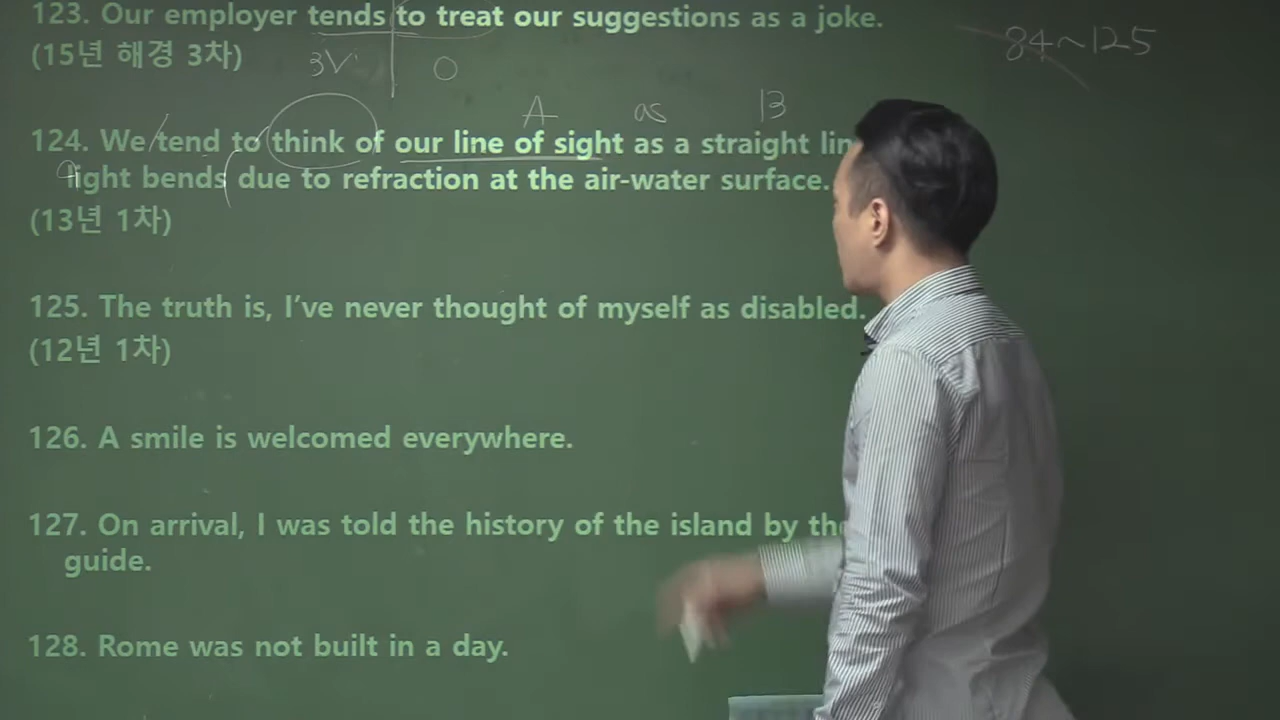 123. Our employer tends to treat our suggestions as a joke.
(15년 해경 3차)
3V O
84~125
A as B
124. We tend to think of our line of sight as a straight
light bends due to refraction at the air-water surface.
(13년 1차)
125. The truth is, I've never thought of myself as disabled.
(12년 1차)
126. A smile is welcomed everywhere.
127. On arrival, I was told the history of the island by
guide.
128. Rome was not built in a day.